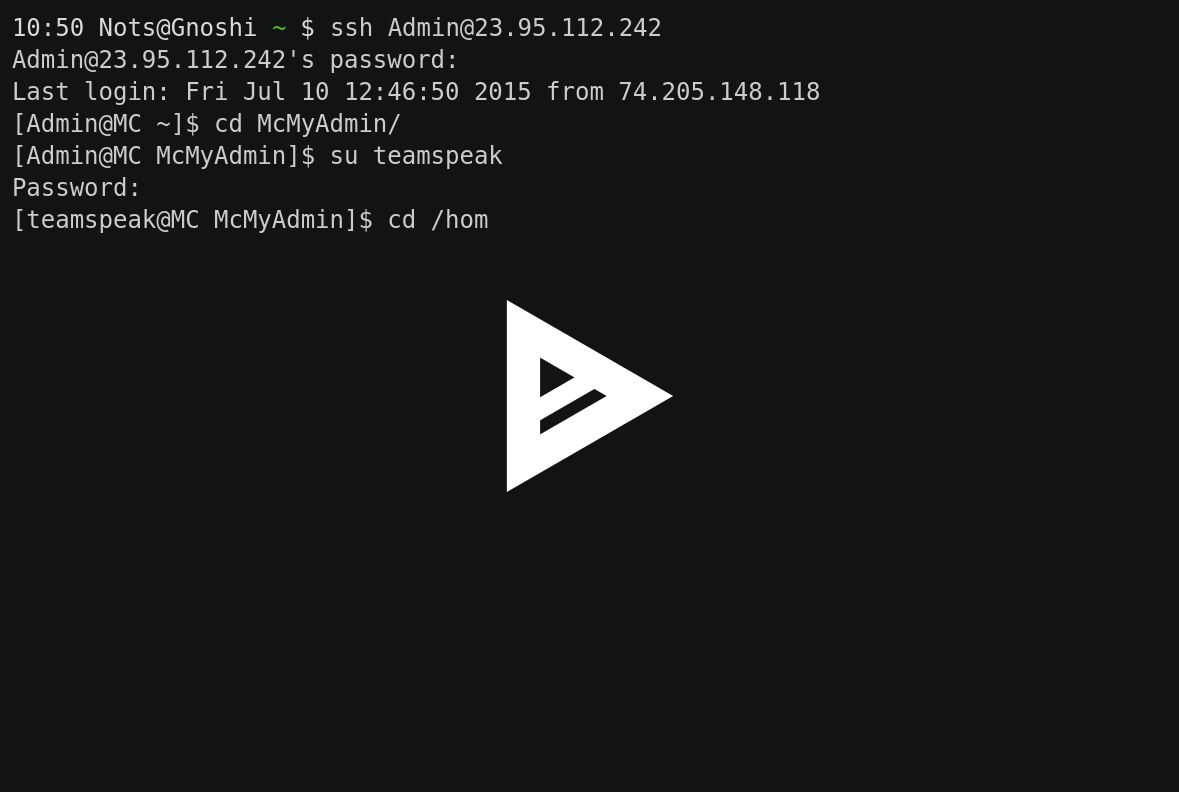 10:50 Nots@Gnoshi ~ $ ssh Admin@23.95.112.242
Admin@23.95.112.242's password:
Last login: Fri Jul 10 12:46:50 2015 from 74.205.148.118
[Admin@MC ~]$ cd McMyAdmin/
[Admin@MC McMyAdmin]$ su teamspeak
Password:
[teamspeak@MC McMyAdmin]$ cd /hom